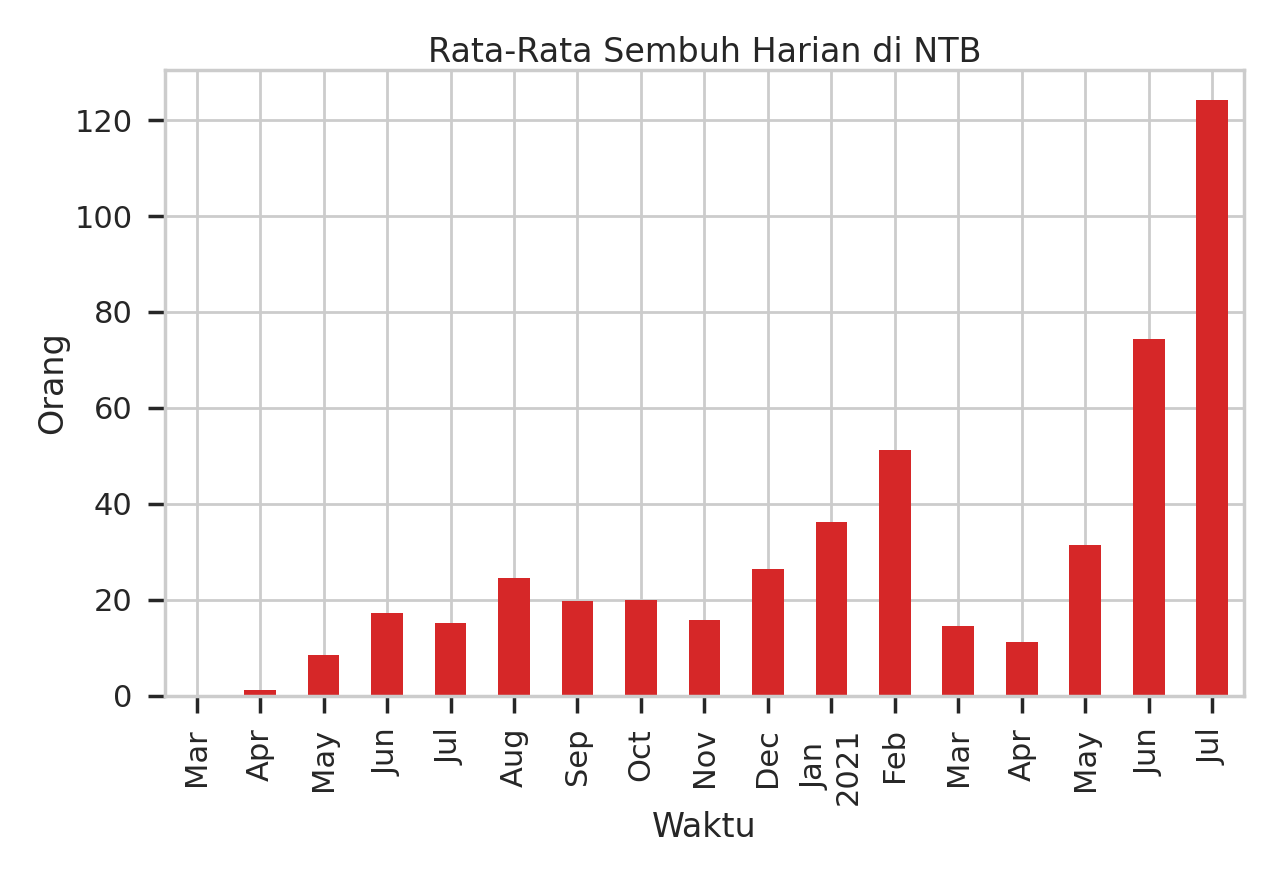 Rata-Rata Sembuh Harian di NTB
120
100
80
60
40
20
0
Orang
Mar
Apr
May
Jun
Jul
Aug
Sep
Oct
Nov
Dec
Jan
2021
Feb
Mar
Apr
May
Jun
Jul
Waktu